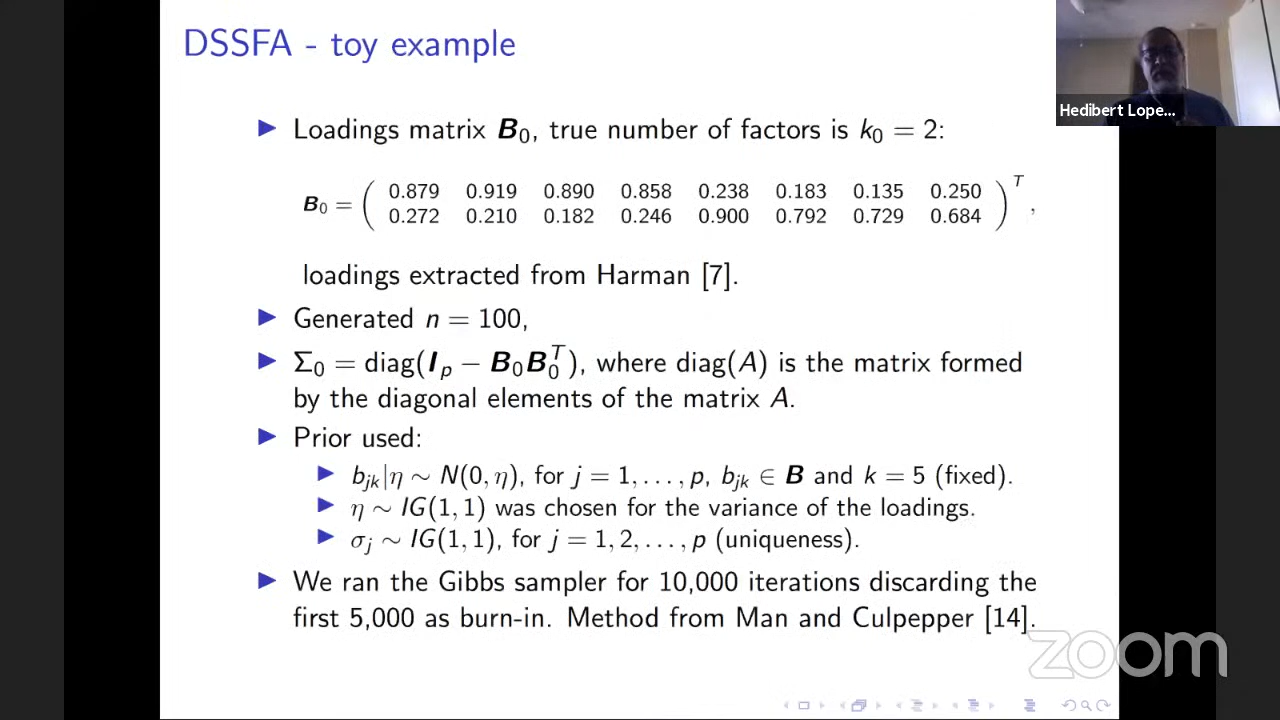 DSSFA - toy example
Hedibert Lope...
▶ Loadings matrix B₀, true number of factors is k₀ = 2:
B₀ = ( 0.879 0.919 0.890 0.858 0.238 0.183 0.135 0.250
0.272 0.210 0.182 0.246 0.900 0.792 0.729 0.684 )ᵀ ,
loadings extracted from Harman [7].
▶ Generated n = 100,
▶ Σ₀ = diag(Iₚ − B₀B₀ᵀ), where diag(A) is the matrix formed
by the diagonal elements of the matrix A.
▶ Prior used:
▶ bⱼₖ|η ∼ N(0, η), for j = 1, . . . , p, bⱼₖ ∈ B and k = 5 (fixed).
▶ η ∼ IG(1, 1) was chosen for the variance of the loadings.
▶ σⱼ ∼ IG(1, 1), for j = 1, 2, . . . , p (uniqueness).
▶ We ran the Gibbs sampler for 10,000 iterations discarding the
first 5,000 as burn-in. Method from Man and Culpepper [14].
zoom